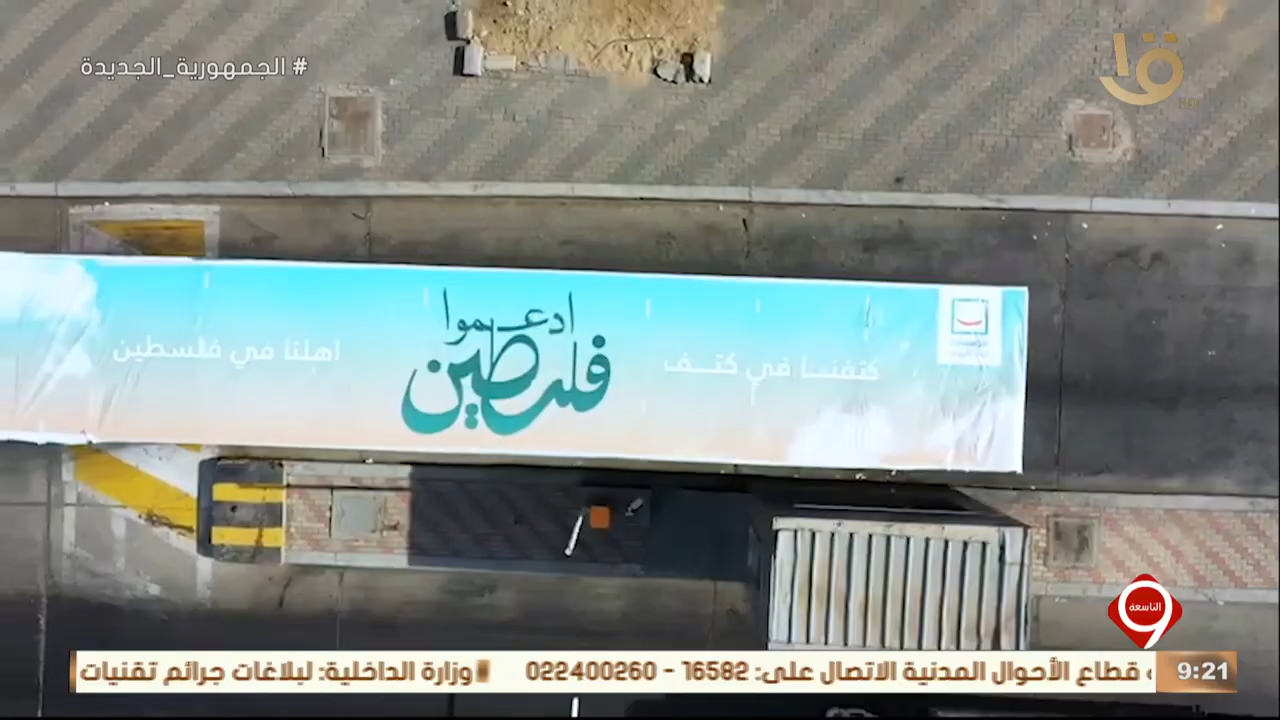 # الجمهورية_الجديدة
ادعموا
فلسطين
كتفنا في كتف
اهلنا في فلسطين
التاسعة
9
قطاع الأحوال المدنية الاتصال على: 16582 - 022400260
وزارة الداخلية: لبلاغات جرائم تقنيات
9:21